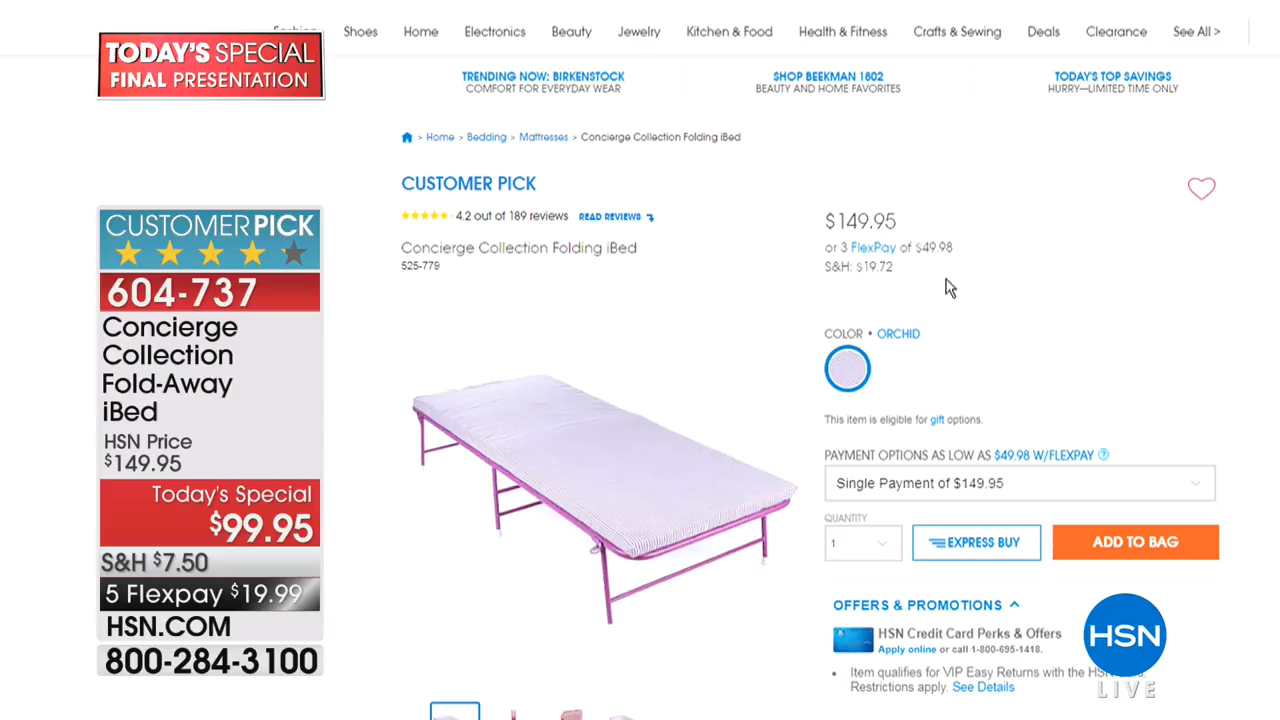 Fashion
Shoes
Home
Electronics
Beauty
Jewelry
Kitchen & Food
Health & Fitness
Crafts & Sewing
Deals
Clearance
See All >
TODAY'S SPECIAL
FINAL PRESENTATION
TRENDING NOW: BIRKENSTOCK
COMFORT FOR EVERYDAY WEAR
SHOP BEEKMAN 1802
BEAUTY AND HOME FAVORITES
TODAY'S TOP SAVINGS
HURRY—LIMITED TIME ONLY
> Home > Bedding > Mattresses > Concierge Collection Folding iBed
CUSTOMER PICK
4.2 out of 189 reviews READ REVIEWS
Concierge Collection Folding iBed
525-779
$149.95
or 3 FlexPay of $49.98
S&H: $19.72
COLOR • ORCHID
This item is eligible for gift options.
PAYMENT OPTIONS AS LOW AS $49.98 W/FLEXPAY ?
Single Payment of $149.95
QUANTITY
1
EXPRESS BUY
ADD TO BAG
OFFERS & PROMOTIONS
HSN Credit Card Perks & Offers
Apply online or call 1-800-695-1418.
• Item qualifies for VIP Easy Returns with the HSN
Restrictions apply. See Details
CUSTOMER PICK
604-737
Concierge
Collection
Fold-Away
iBed
HSN Price
$149.95
Today's Special
$99.95
S&H $7.50
5 Flexpay $19.99
HSN.COM
800-284-3100
HSN
LIVE